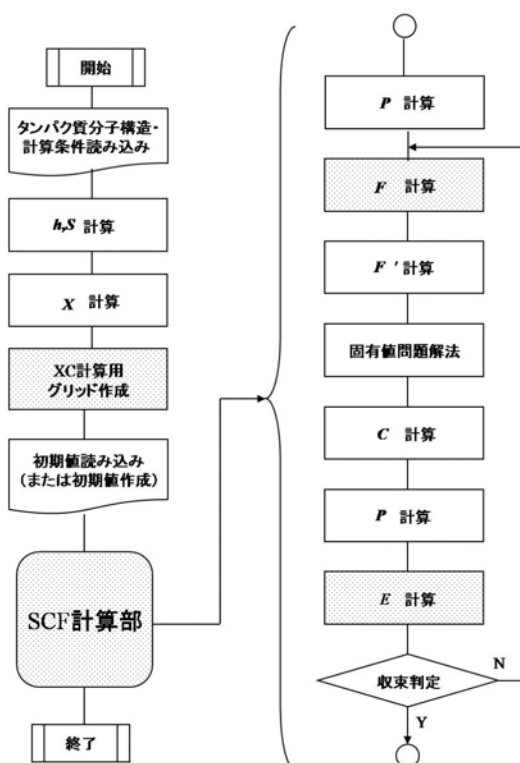 開始
タンパク質分子構造・
計算条件読み込み
h,S 計算
X 計算
XC計算用
グリッド作成
初期値読み込み
(または初期値作成)
SCF計算部
終了
P 計算
F 計算
F ' 計算
固有値問題解法
C 計算
P 計算
E 計算
収束判定
N
Y